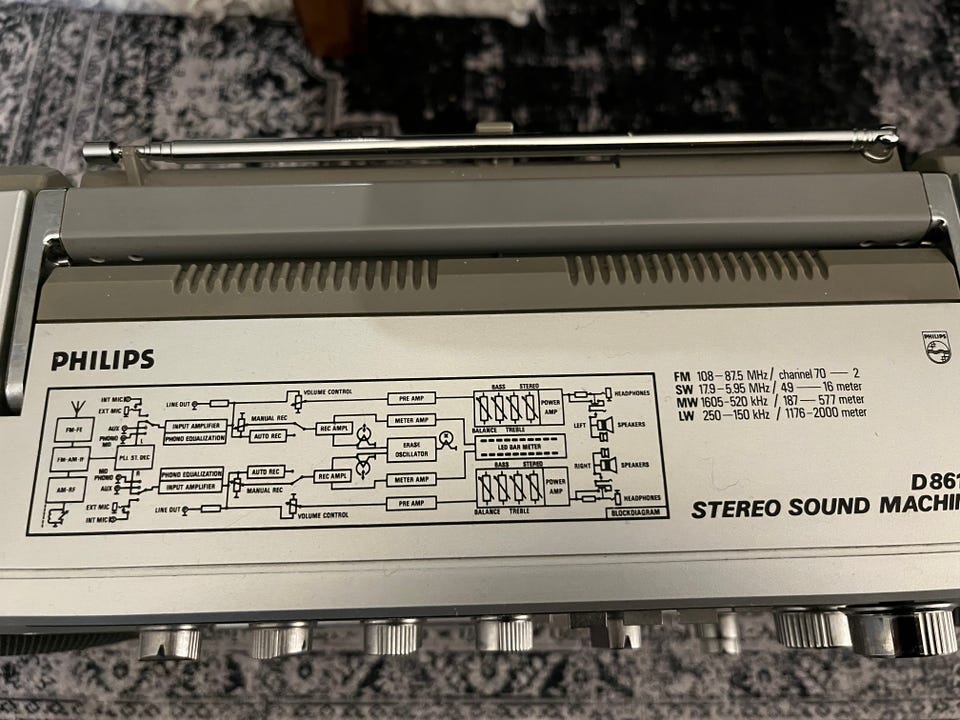 PHILIPS
PHILIPS
FM 108–87.5 MHz / channel 70 — 2
SW 17.9–5.95 MHz / 49 — 16 meter
MW 1605–520 kHz / 187 — 577 meter
LW 250–150 kHz / 1176–2000 meter
D861
STEREO SOUND MACHIN
INT MIC
EXT MIC
AUX
PHONO
MD
FM-FE
FM-AM-IF
AM-RF
PLL ST. DEC
L
R
MD
PHONO
AUX
EXT MIC
INT MIC
LINE OUT
INPUT AMPLIFIER
PHONO EQUALIZATION
MANUAL REC
AUTO REC
VOLUME CONTROL
REC AMPL
PRE AMP
METER AMP
ERASE OSCILLATOR
BASS STEREO
BALANCE TREBLE
POWER AMP
LED BAR METER
HEADPHONES
LEFT
SPEAKERS
PHONO EQUALIZATION
INPUT AMPLIFIER
AUTO REC
MANUAL REC
REC AMPL
METER AMP
LINE OUT
VOLUME CONTROL
PRE AMP
BASS STEREO
BALANCE TREBLE
POWER AMP
RIGHT
SPEAKERS
HEADPHONES
BLOCKDIAGRAM